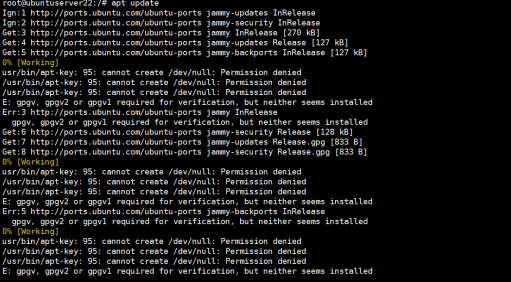 root@ubuntuserver22:/# apt update
Ign:1 http://ports.ubuntu.com/ubuntu-ports jammy-updates InRelease
Ign:2 http://ports.ubuntu.com/ubuntu-ports jammy-security InRelease
Get:3 http://ports.ubuntu.com/ubuntu-ports jammy InRelease [270 kB]
Get:4 http://ports.ubuntu.com/ubuntu-ports jammy-updates Release [127 kB]
Get:5 http://ports.ubuntu.com/ubuntu-ports jammy-backports InRelease [127 kB]
0% [Working]
usr/bin/apt-key: 95: cannot create /dev/null: Permission denied
/usr/bin/apt-key: 95: cannot create /dev/null: Permission denied
/usr/bin/apt-key: 95: cannot create /dev/null: Permission denied
E: gpgv, gpgv2 or gpgv1 required for verification, but neither seems installed
Err:3 http://ports.ubuntu.com/ubuntu-ports jammy InRelease
gpgv, gpgv2 or gpgv1 required for verification, but neither seems installed
Get:6 http://ports.ubuntu.com/ubuntu-ports jammy-security Release [128 kB]
Get:7 http://ports.ubuntu.com/ubuntu-ports jammy-updates Release.gpg [833 B]
Get:8 http://ports.ubuntu.com/ubuntu-ports jammy-security Release.gpg [833 B]
0% [Working]
usr/bin/apt-key: 95: cannot create /dev/null: Permission denied
/usr/bin/apt-key: 95: cannot create /dev/null: Permission denied
/usr/bin/apt-key: 95: cannot create /dev/null: Permission denied
E: gpgv, gpgv2 or gpgv1 required for verification, but neither seems installed
Err:5 http://ports.ubuntu.com/ubuntu-ports jammy-backports InRelease
gpgv, gpgv2 or gpgv1 required for verification, but neither seems installed
0% [Working]
usr/bin/apt-key: 95: cannot create /dev/null: Permission denied
/usr/bin/apt-key: 95: cannot create /dev/null: Permission denied
/usr/bin/apt-key: 95: cannot create /dev/null: Permission denied
E: gpgv, gpgv2 or gpgv1 required for verification, but neither seems installed